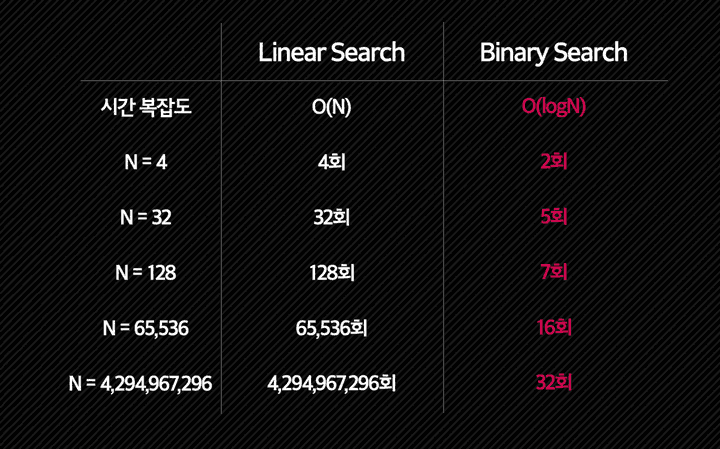 Linear Search Binary Search
시간 복잡도 O(N) O(logN)
N = 4 4회 2회
N = 32 32회 5회
N = 128 128회 7회
N = 65,536 65,536회 16회
N = 4,294,967,296 4,294,967,296회 32회